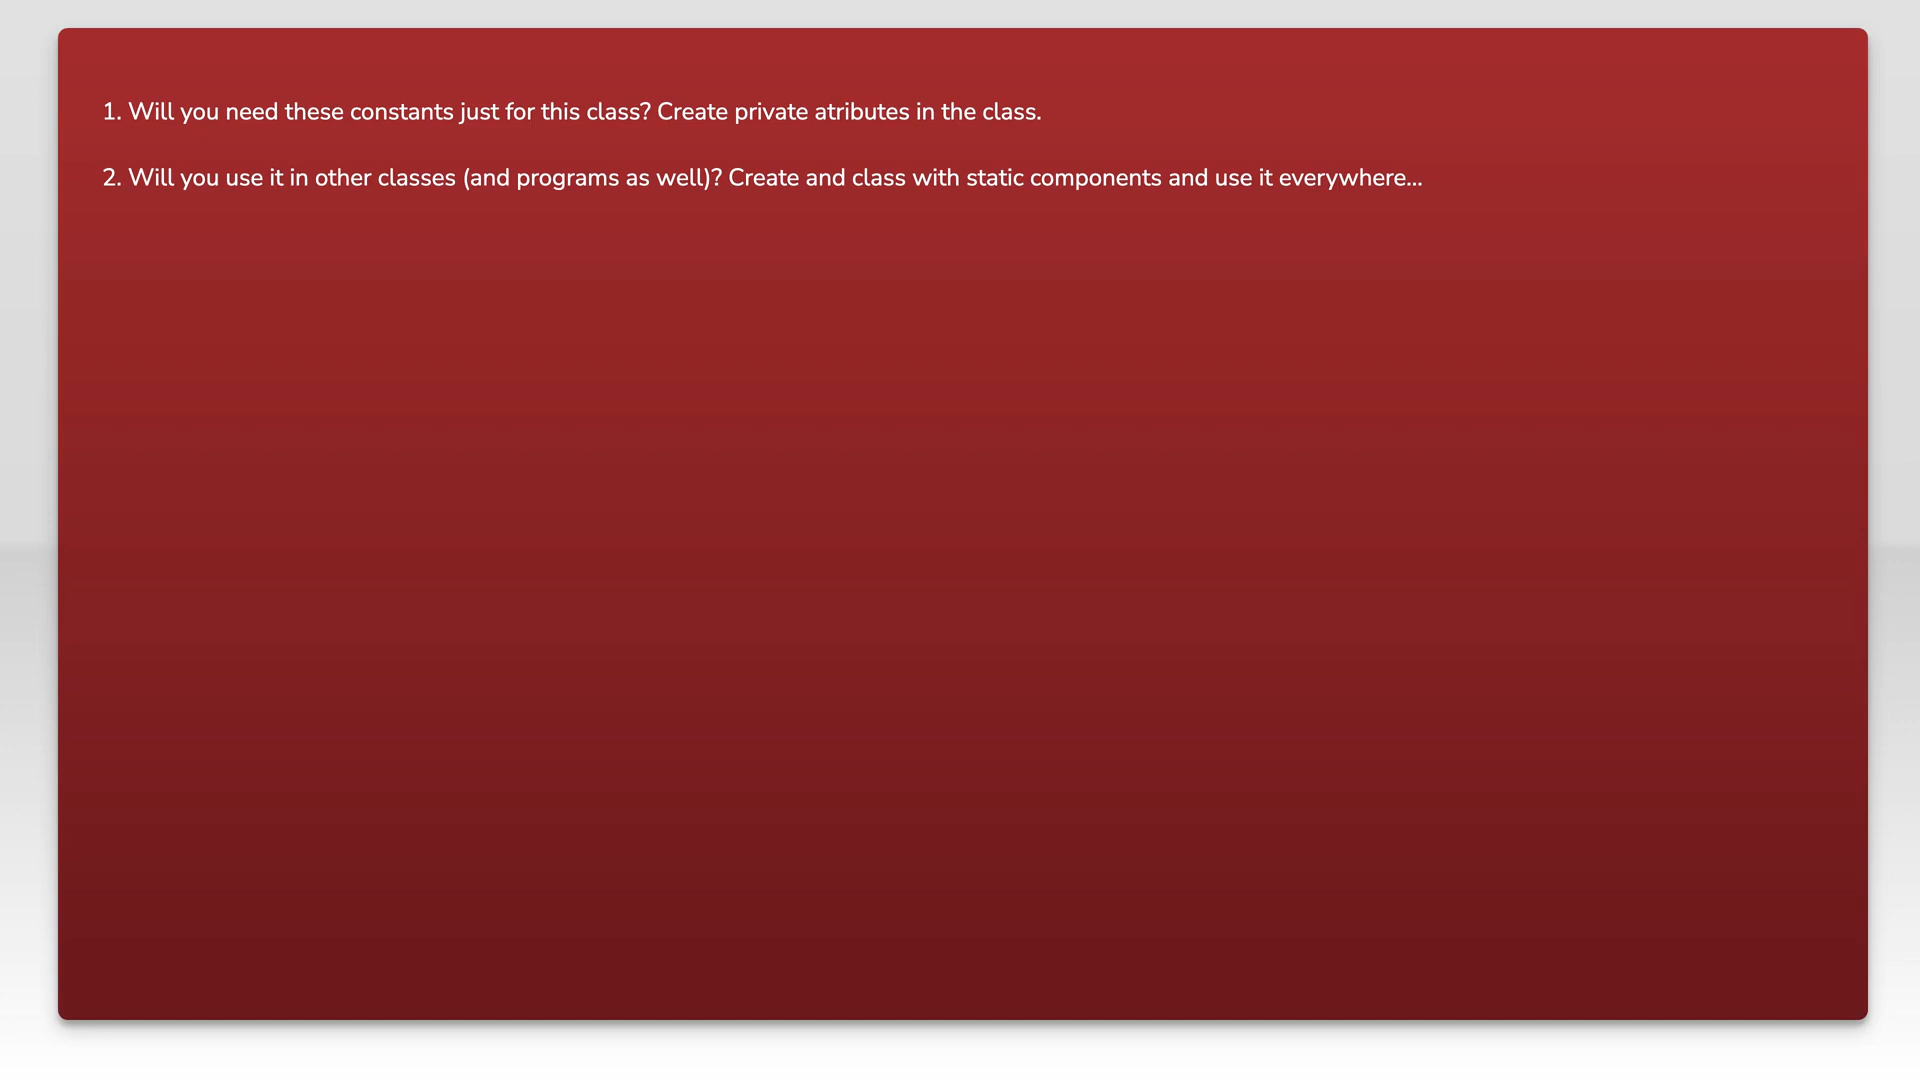 1. Will you need these constants just for this class? Create private atributes in the class.
2. Will you use it in other classes (and programs as well)? Create and class with static components and use it everywhere...